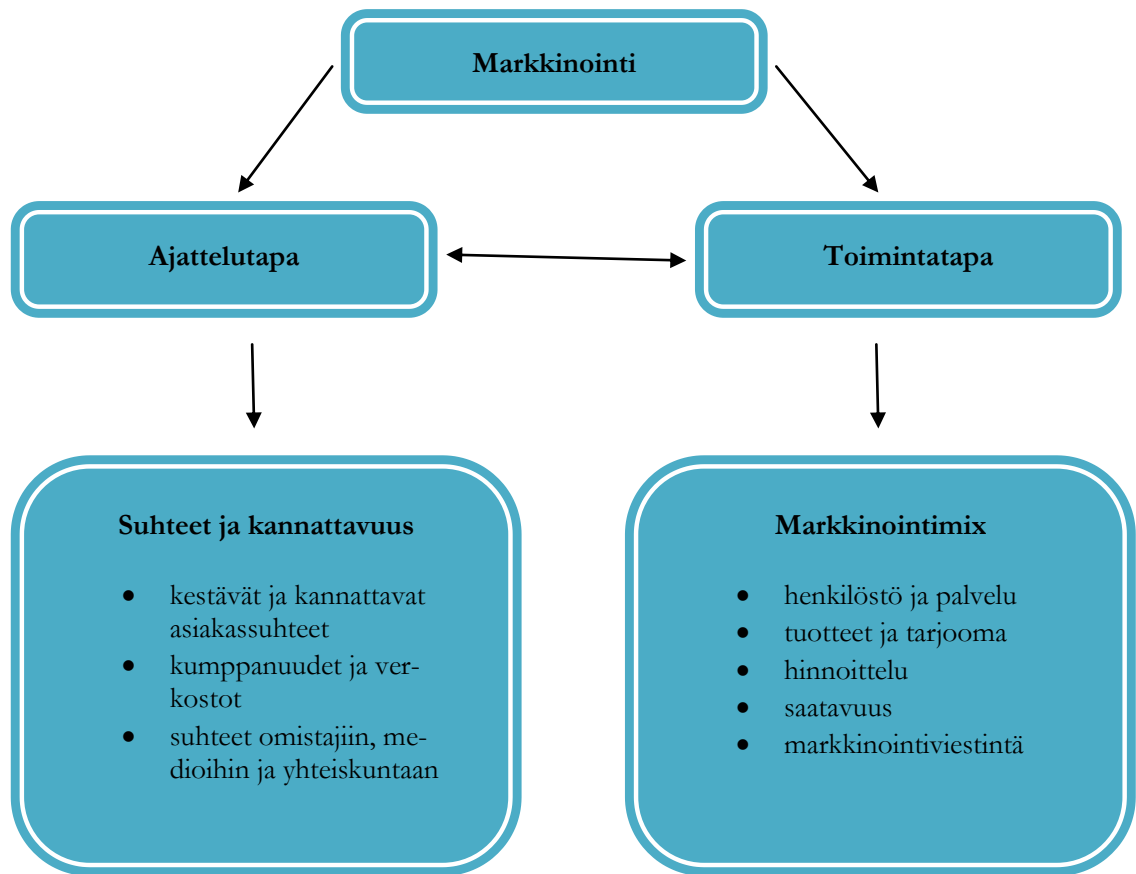 Markkinointi
Ajattelutapa
Toimintatapa
Suhteet ja kannattavuus
• kestävät ja kannattavat
asiakassuhteet
• kumppanuudet ja ver-
kostot
• suhteet omistajiin, me-
dioihin ja yhteiskuntaan
Markkinointimix
• henkilöstö ja palvelu
• tuotteet ja tarjooma
• hinnoittelu
• saatavuus
• markkinointiviestintä